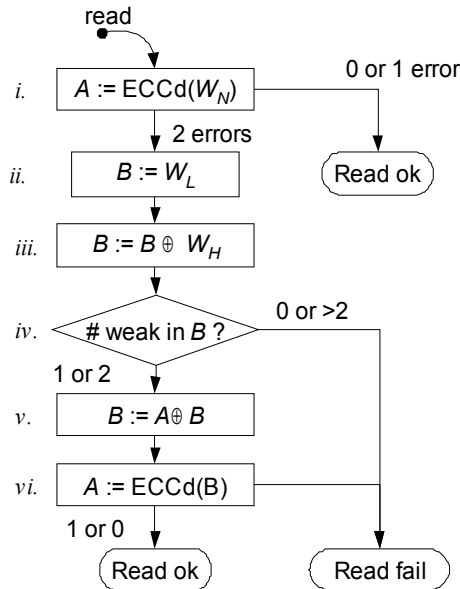 read
i. A := ECCd(W_N)
0 or 1 error
2 errors
Read ok
ii. B := W_L
iii. B := B ⊕ W_H
iv. # weak in B ?
0 or >2
1 or 2
v. B := A ⊕ B
vi. A := ECCd(B)
1 or 0
Read ok
Read fail